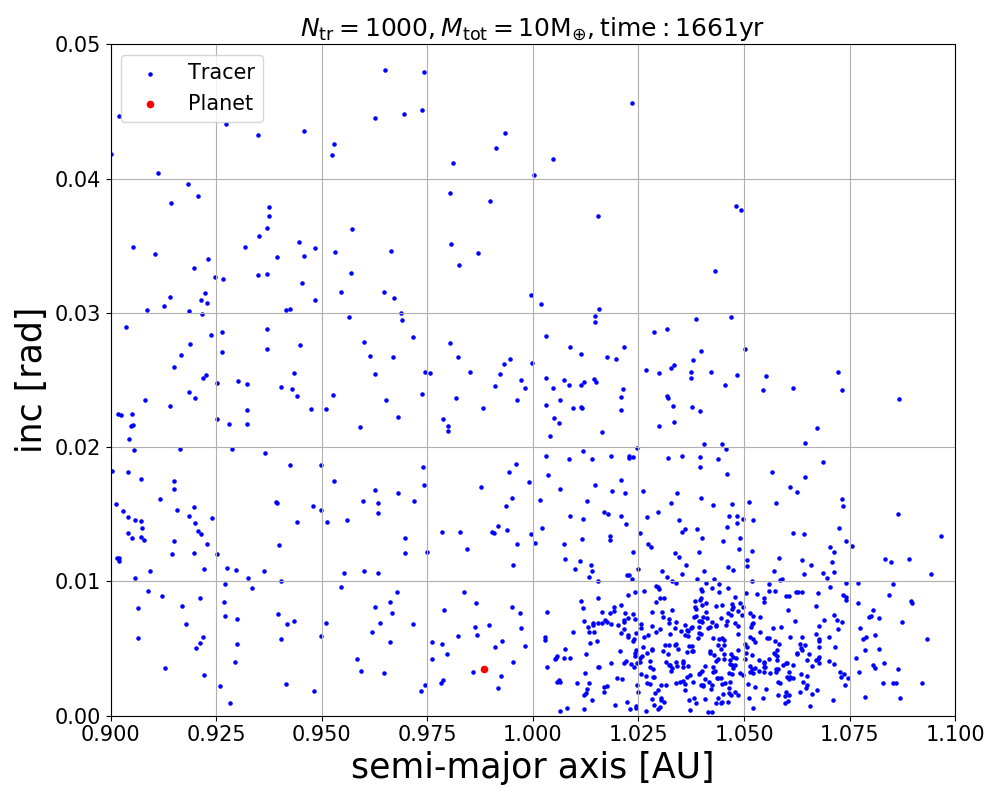 N_tr = 1000, M_tot = 10M_⊕, time : 1661yr
Tracer
Planet
inc [rad]
0.05
0.04
0.03
0.02
0.01
0.00
0.900 0.925 0.950 0.975 1.000 1.025 1.050 1.075 1.100
semi-major axis [AU]